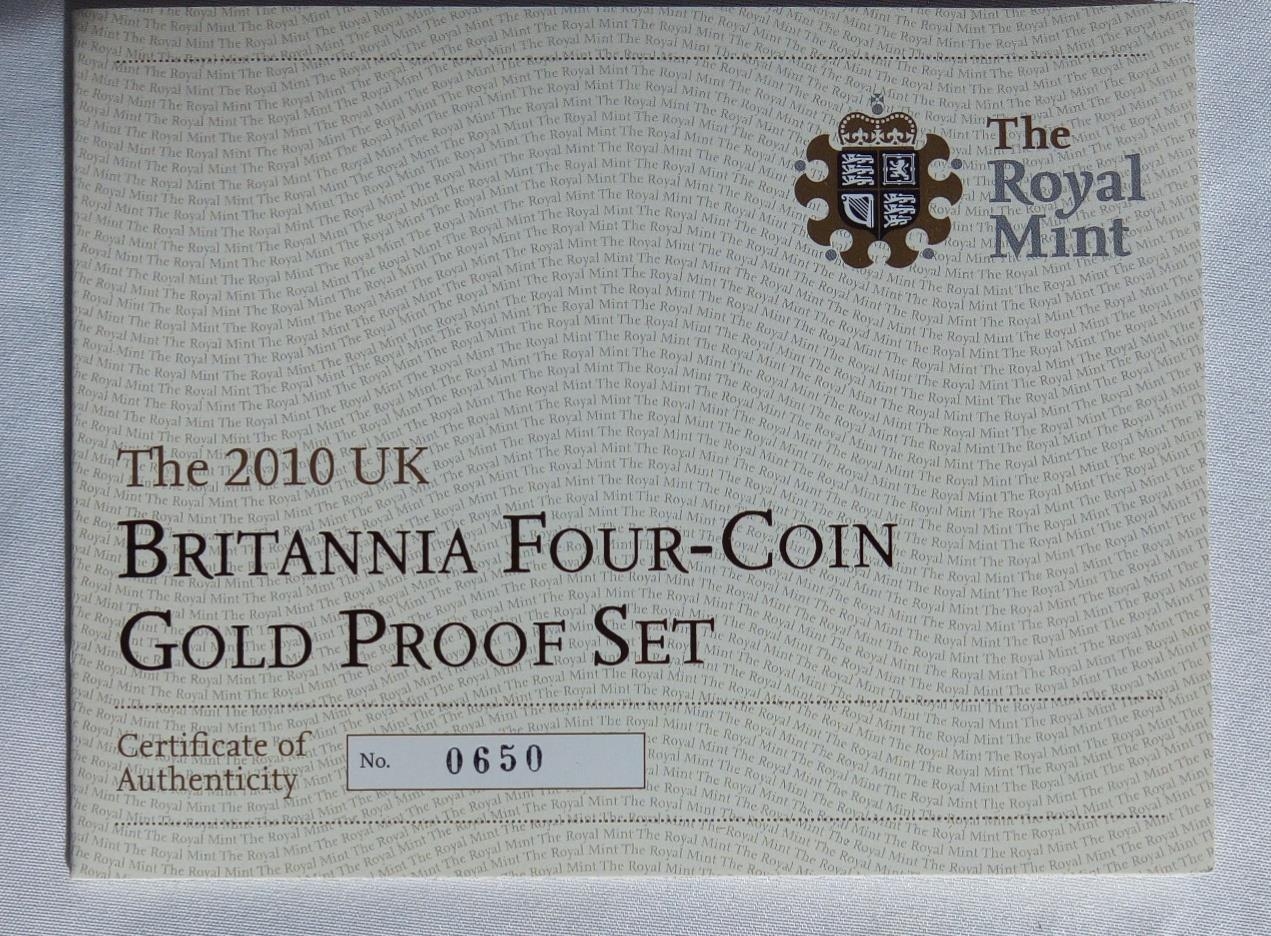 The
Royal
Mint
The 2010 UK
BRITANNIA FOUR-COIN
GOLD PROOF SET
Certificate of
Authenticity
No. 0650